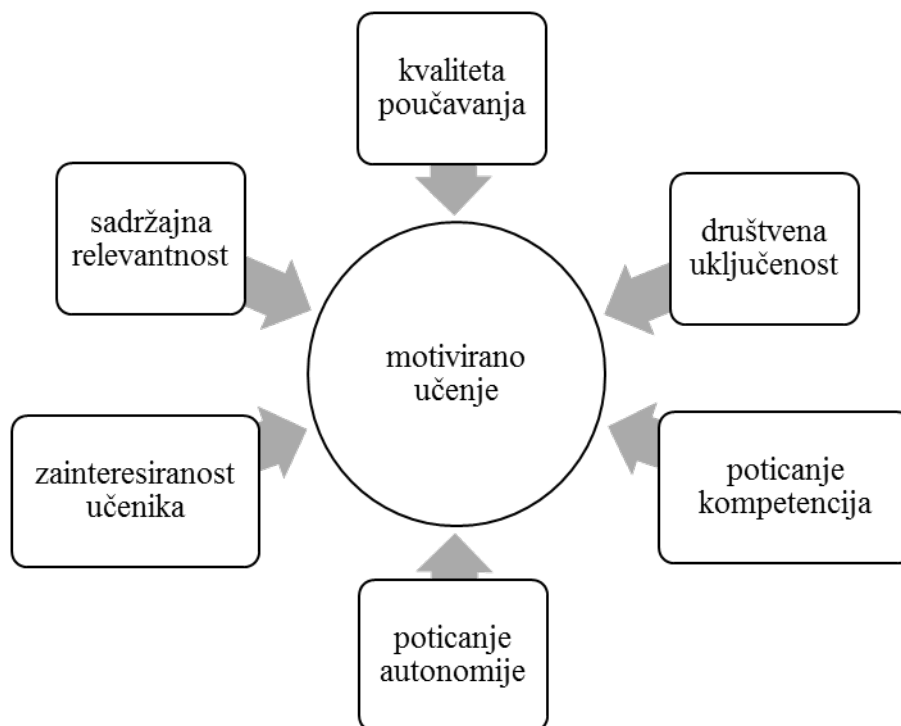 kvaliteta
poučavanja
sadržajna
relevantnost
društvena
uključenost
motivirano
učenje
zainteresiranost
učenika
poticanje
kompetencija
poticanje
autonomije